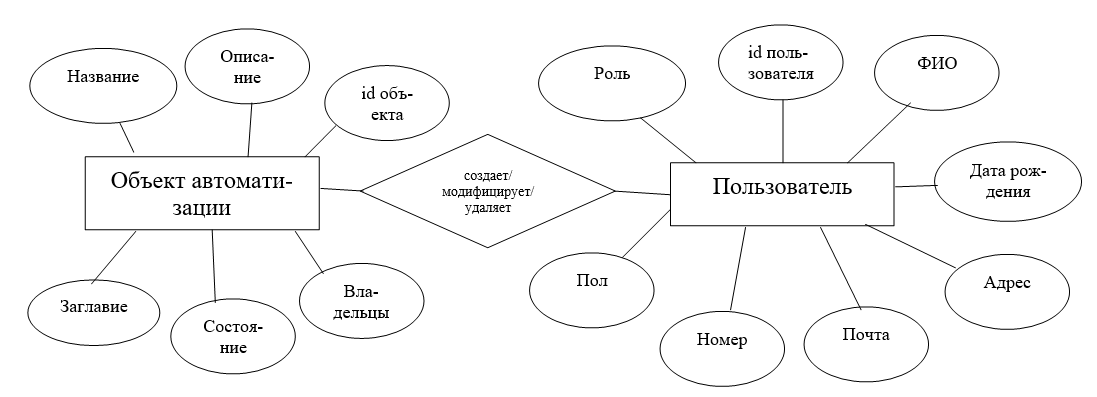 Название
Описа-
ние
id объ-
екта
Объект автомати-
зации
Заглавие
Состоя-
ние
Вла-
дельцы
создает/
модифицирует/
удаляет
Роль
id поль-
зователя
ФИО
Дата рож-
дения
Пользователь
Пол
Номер
Почта
Адрес